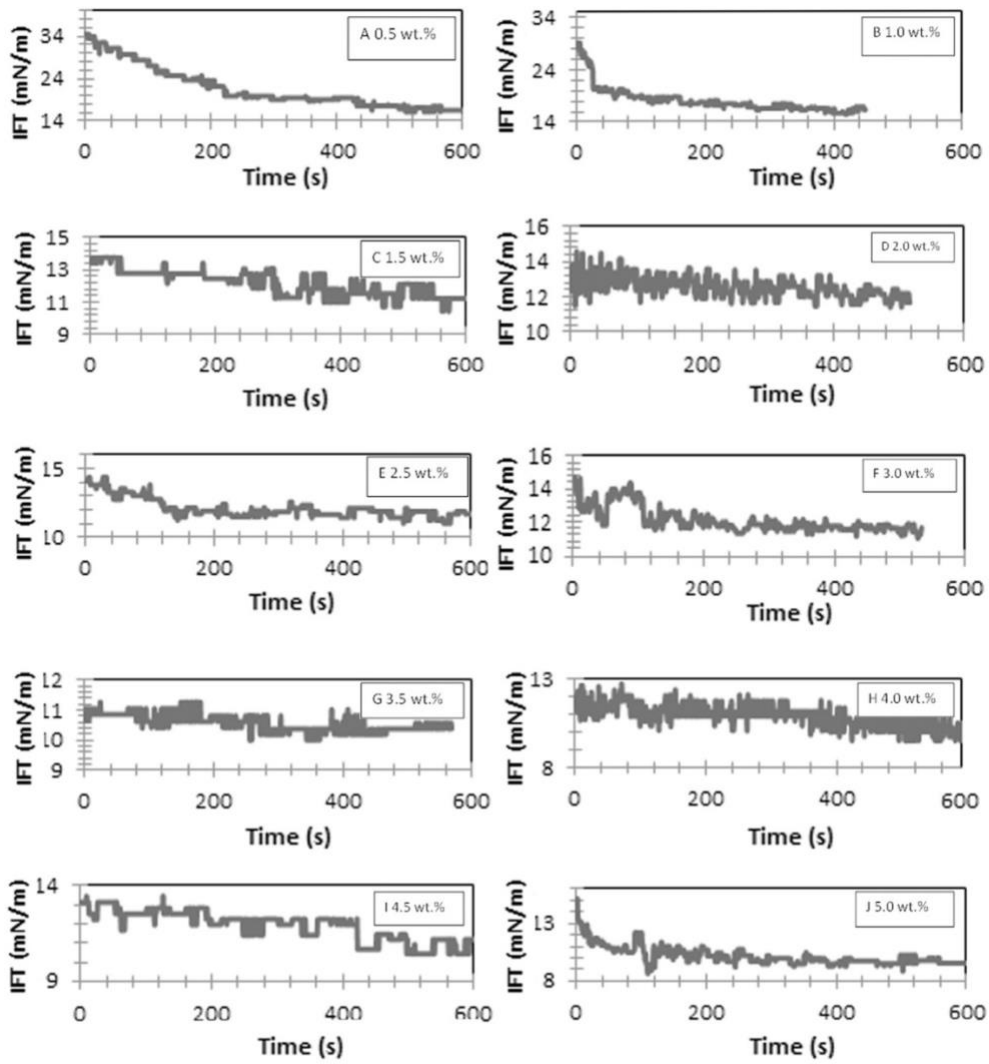 IFT (mN/m)
34
24
14
A 0.5 wt.%
0 200 400 600
Time (s)
IFT (mN/m)
34
24
14
B 1.0 wt.%
0 200 400 600
Time (s)
IFT (mN/m)
15
13
11
9
C 1.5 wt.%
0 200 400 600
Time (s)
IFT (mN/m)
16
14
12
10
D 2.0 wt.%
0 200 400 600
Time (s)
IFT (mN/m)
15
10
E 2.5 wt.%
0 200 400 600
Time (s)
IFT (mN/m)
16
14
12
10
F 3.0 wt.%
0 200 400 600
Time (s)
IFT (mN/m)
12
11
10
9
G 3.5 wt.%
0 200 400 600
Time (s)
IFT (mN/m)
13
8
H 4.0 wt.%
0 200 400 600
Time (s)
IFT (mN/m)
14
9
I 4.5 wt.%
0 200 400 600
Time (s)
IFT (mN/m)
13
8
J 5.0 wt.%
0 200 400 600
Time (s)